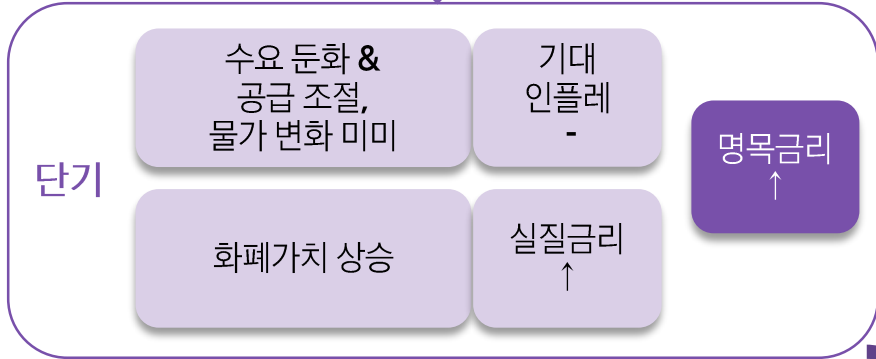 단기
수요 둔화 &
공급 조절,
물가 변화 미미
기대
인플레
-
화폐가치 상승
실질금리
↑
명목금리
↑